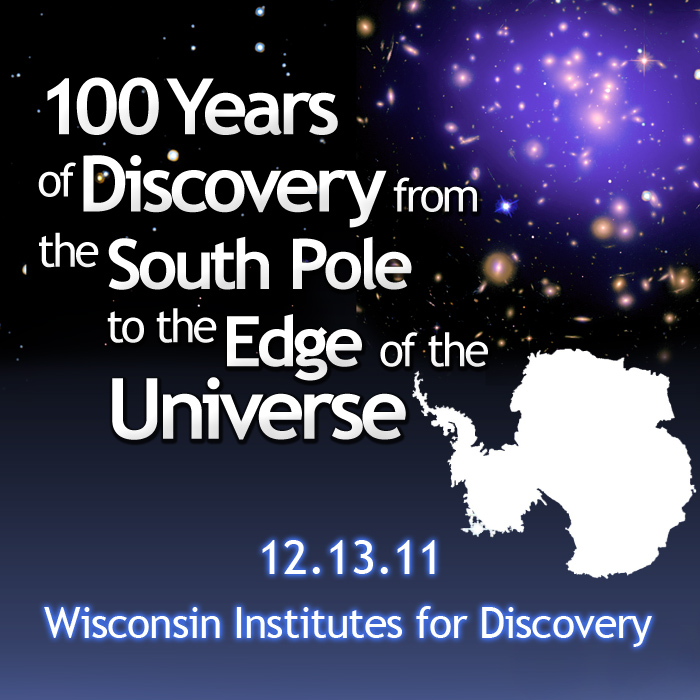 100 Years
of Discovery from
the South Pole
to the Edge of the
Universe
12.13.11
Wisconsin Institutes for Discovery